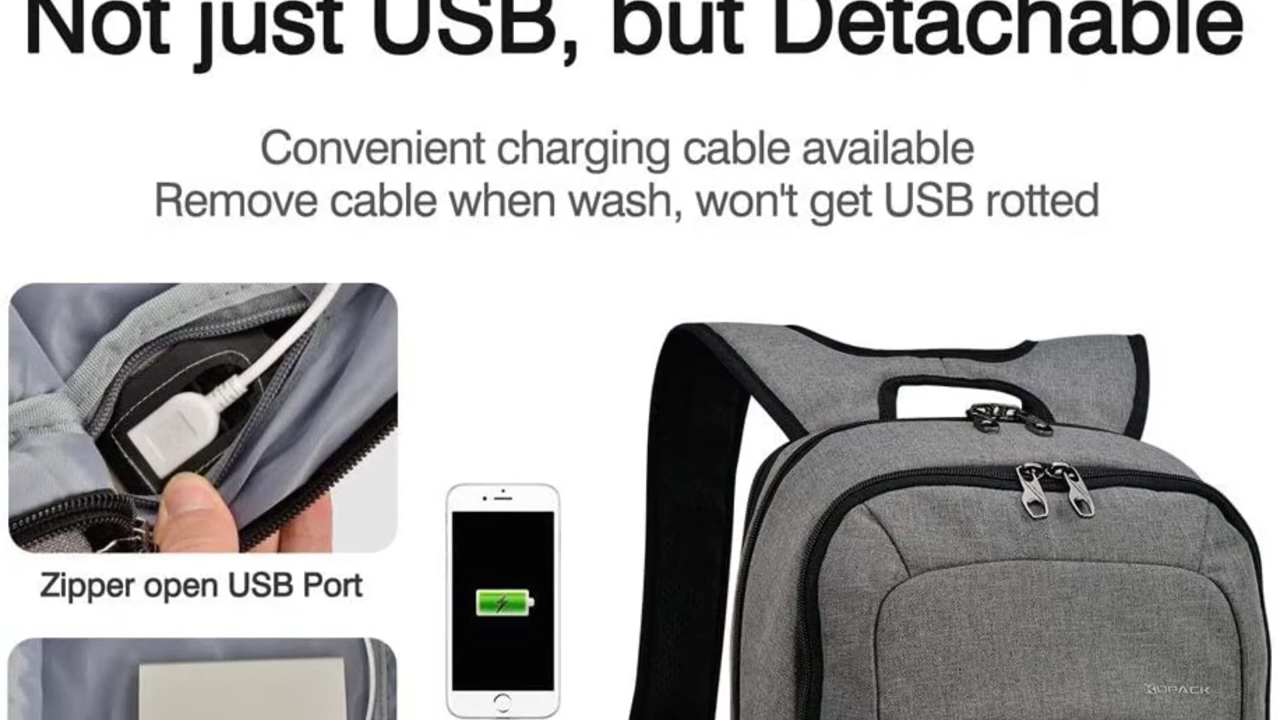 Not just USB, but Detachable
Convenient charging cable available
Remove cable when wash, won't get USB rotted
Zipper open USB Port
KOPACK